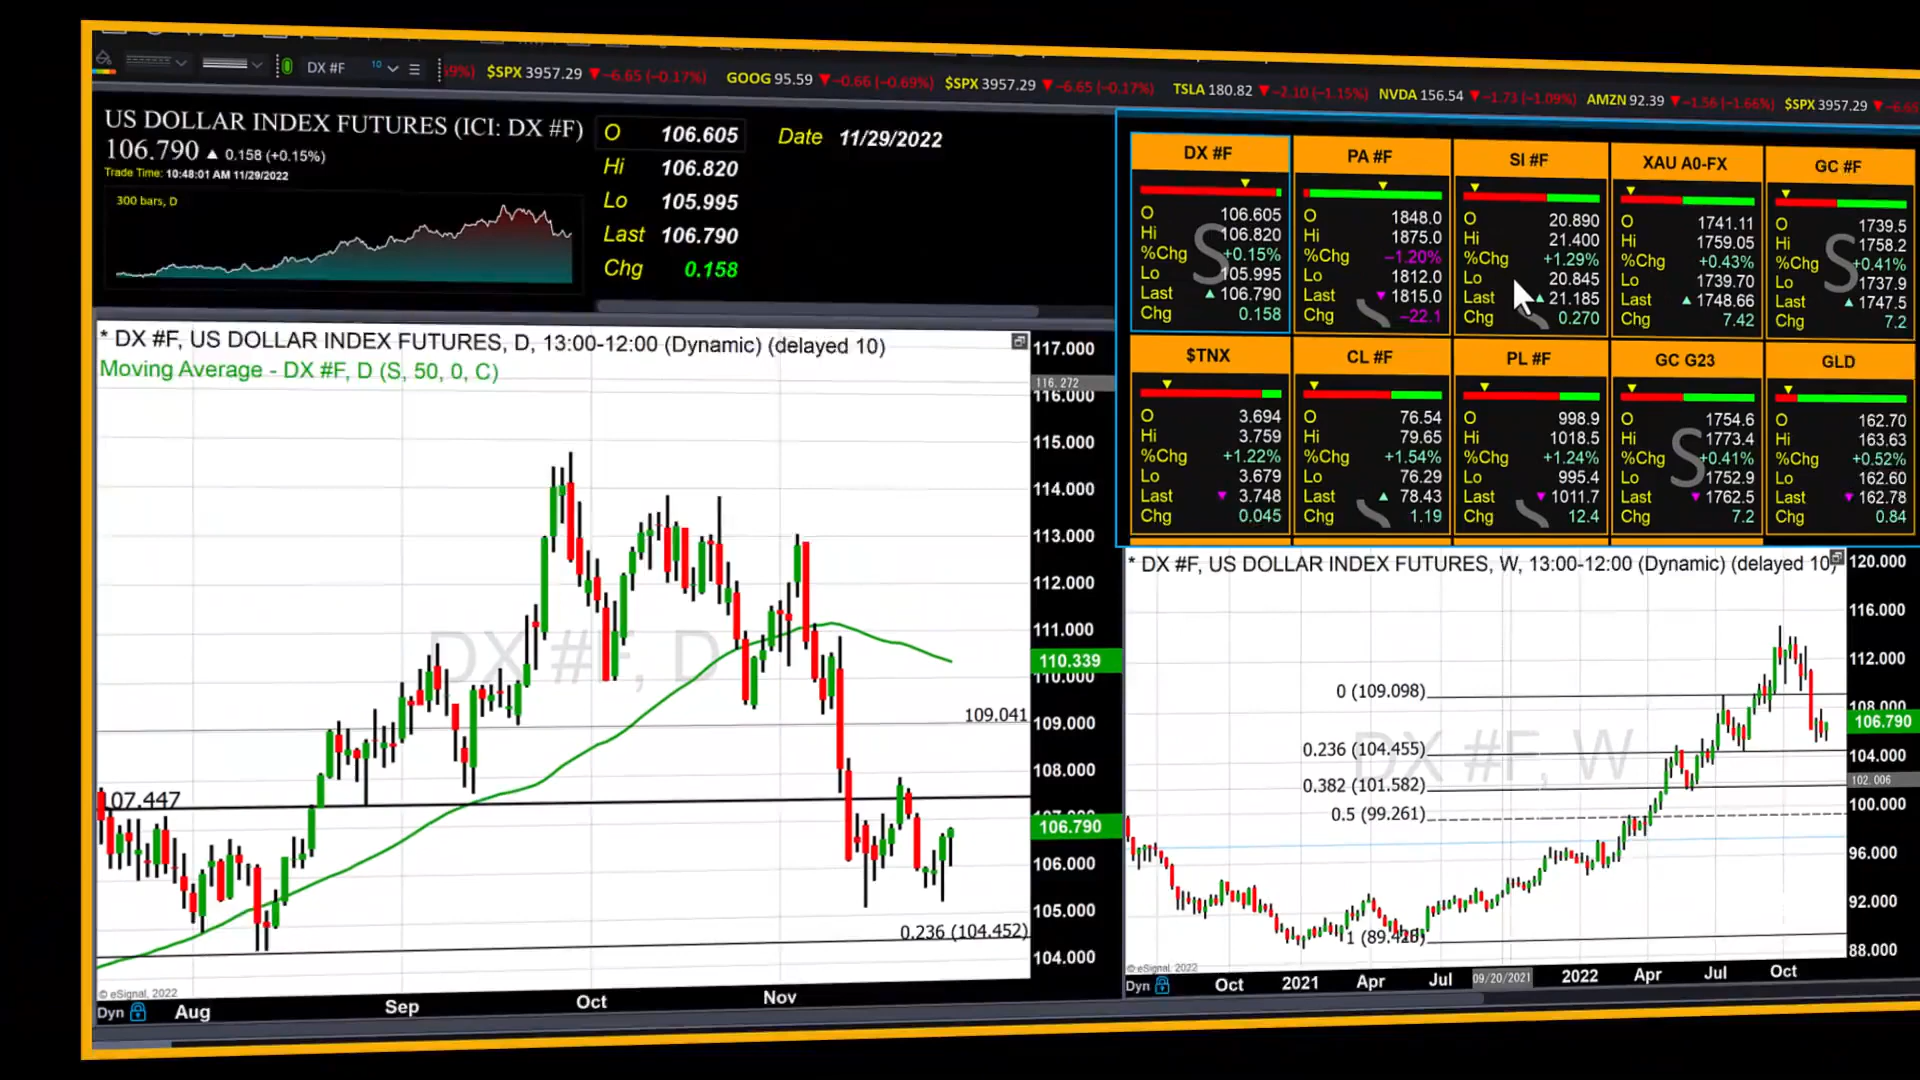 DX #F
10
9%)
$SPX 3957.29 ▼ −6.65 (−0.17%)
GOOG 95.59 ▼ −0.66 (−0.69%)
$SPX 3957.29 ▼ −6.65 (−0.17%)
TSLA 180.82 ▼ −2.10 (−1.15%)
NVDA 156.54 ▼ −1.73 (−1.09%)
AMZN 92.39 ▼ −1.56 (−1.66%)
$SPX 3957.29 ▼
US DOLLAR INDEX FUTURES (ICI: DX #F)
106.790 ▲ 0.158 (+0.15%)
Trade Time: 10:48:01 AM 11/29/2022
300 bars, D
O 106.605
Hi 106.820
Lo 105.995
Last 106.790
Chg 0.158
Date 11/29/2022
DX #F
O 106.605
Hi 106.820
%Chg +0.15%
Lo 105.995
Last ▲ 106.790
Chg 0.158
PA #F
O 1848.0
Hi 1875.0
%Chg −1.20%
Lo 1812.0
Last ▼ 1815.0
Chg −22.1
SI #F
O 20.890
Hi 21.400
%Chg +1.29%
Lo 20.845
Last ▲ 21.185
Chg 0.270
XAU A0-FX
O 1741.11
Hi 1759.05
%Chg +0.43%
Lo 1739.70
Last ▲ 1748.66
Chg 7.42
GC #F
O 1739.5
Hi 1758.2
%Chg +0.41%
Lo 1737.9
Last ▲ 1747.5
Chg 7.2
$TNX
O 3.694
Hi 3.759
%Chg +1.22%
Lo 3.679
Last ▼ 3.748
Chg 0.045
CL #F
O 76.54
Hi 79.65
%Chg +1.54%
Lo 76.29
Last ▲ 78.43
Chg 1.19
PL #F
O 998.9
Hi 1018.5
%Chg +1.24%
Lo 995.4
Last ▼ 1011.7
Chg 12.4
GC G23
O 1754.6
Hi 1773.4
%Chg +0.41%
Lo 1752.9
Last ▼ 1762.5
Chg 7.2
GLD
O 162.70
Hi 163.63
%Chg +0.52%
Lo 162.60
Last ▼ 162.78
Chg 0.84
* DX #F, US DOLLAR INDEX FUTURES, D, 13:00-12:00 (Dynamic) (delayed 10)
Moving Average - DX #F, D (S, 50, 0, C)
DX #F, D
117.000
116.272
116.000
115.000
114.000
113.000
112.000
111.000
110.339
110.000
109.000
108.000
106.790
106.000
105.000
104.000
109.041
07.447
0.236 (104.452)
© eSignal, 2022
Dyn
Aug
Sep
Oct
Nov
* DX #F, US DOLLAR INDEX FUTURES, W, 13:00-12:00 (Dynamic) (delayed 10)
DX #F, W
0 (109.098)
0.236 (104.455)
0.382 (101.582)
0.5 (99.261)
1 (89.426)
120.000
116.000
112.000
108.000
106.790
104.000
102.006
100.000
96.000
92.000
88.000
© eSignal, 2022
Dyn
Oct
2021
Apr
Jul
09/20/2021
2022
Apr
Jul
Oct